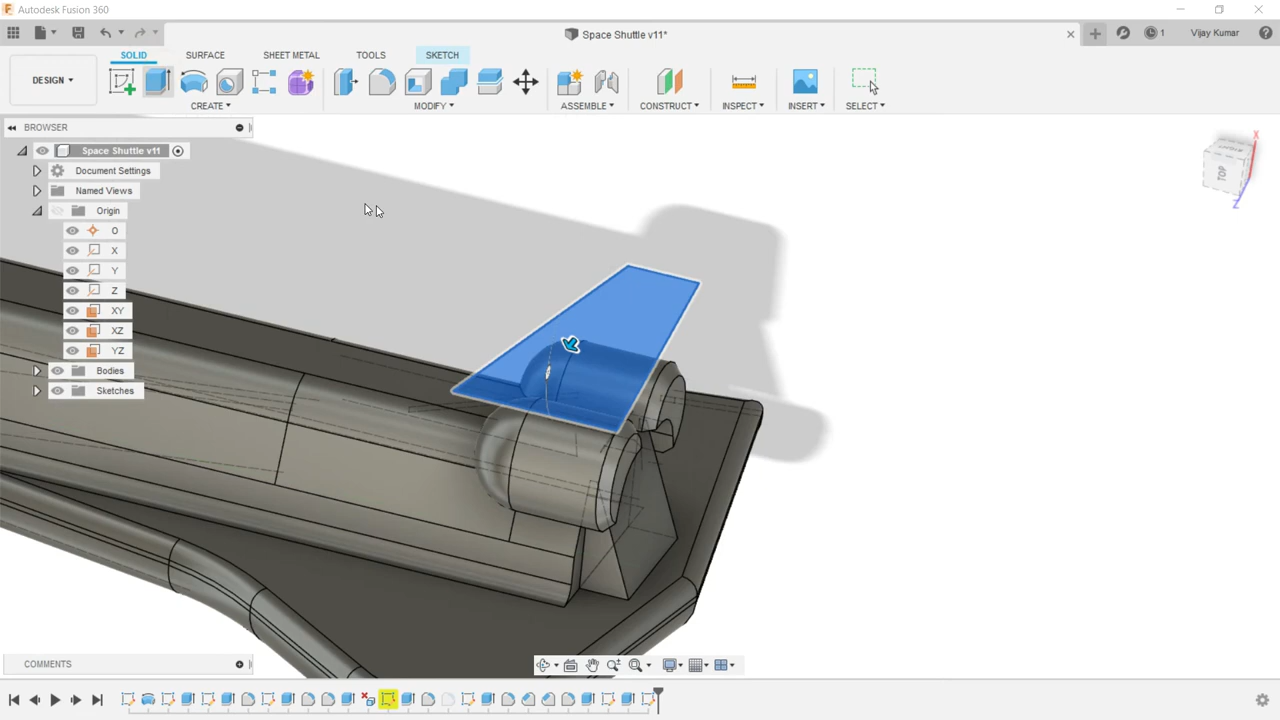 Autodesk Fusion 360
Space Shuttle v11*
1
Vijay Kumar
DESIGN
SOLID
SURFACE
SHEET METAL
TOOLS
SKETCH
CREATE
MODIFY
ASSEMBLE
CONSTRUCT
INSPECT
INSERT
SELECT
BROWSER
Space Shuttle v11
Document Settings
Named Views
Origin
O
X
Y
Z
XY
XZ
YZ
Bodies
Sketches
X
TOP
Z
COMMENTS